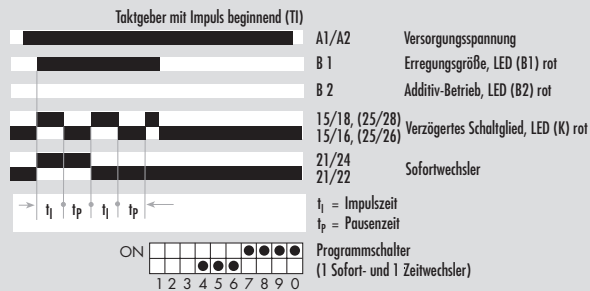 Taktgeber mit Impuls beginnend (TI)
A1/A2 Versorgungsspannung
B 1 Erregungsgröße, LED (B1) rot
B 2 Additiv-Betrieb, LED (B2) rot
15/18, (25/28)
15/16, (25/26) Verzögertes Schaltglied, LED (K) rot
21/24
21/22 Sofortwechsler
tI tP tI tP
tI = Impulszeit
tP = Pausenzeit
ON
1 2 3 4 5 6 7 8 9 0
Programmschalter
(1 Sofort- und 1 Zeitwechsler)